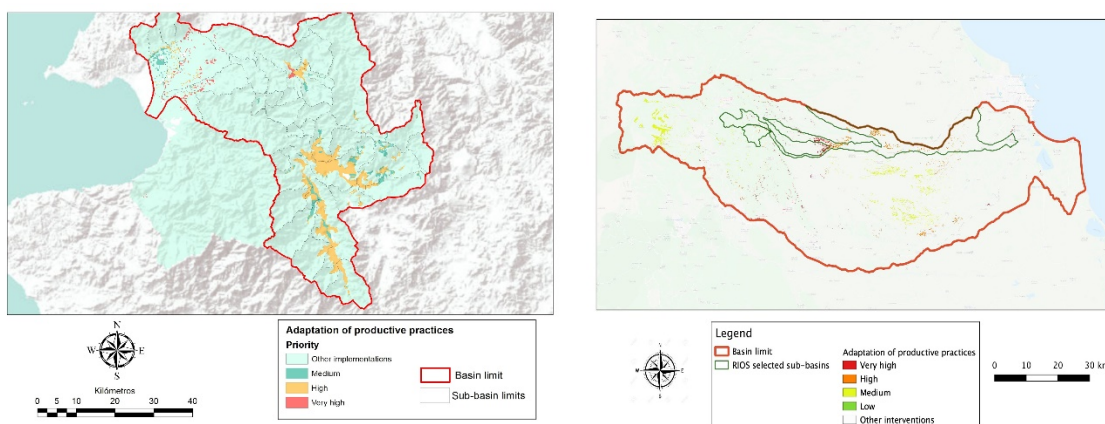 N
W E
S
Kilómetros
0 5 10 20 30 40
Adaptation of productive practices
Priority
Other implementations
Medium
High
Very high
Basin limit
Sub-basin limits
Legend
Basin limit
RIOS selected sub-basins
Adaptation of productive practices
Very high
High
Medium
Low
Other interventions
0 10 20 30 km